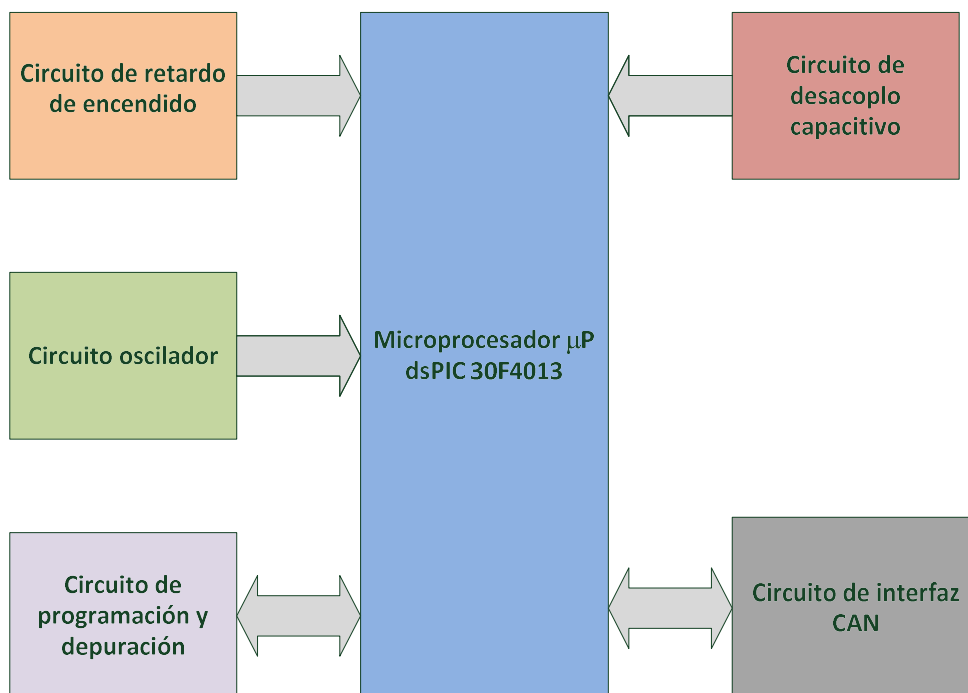 Circuito de retardo
de encendido
Circuito de
desacoplo
capacitivo
Circuito oscilador
Microprocesador μP
dsPIC 30F4013
Circuito de
programación y
depuración
Circuito de interfaz
CAN